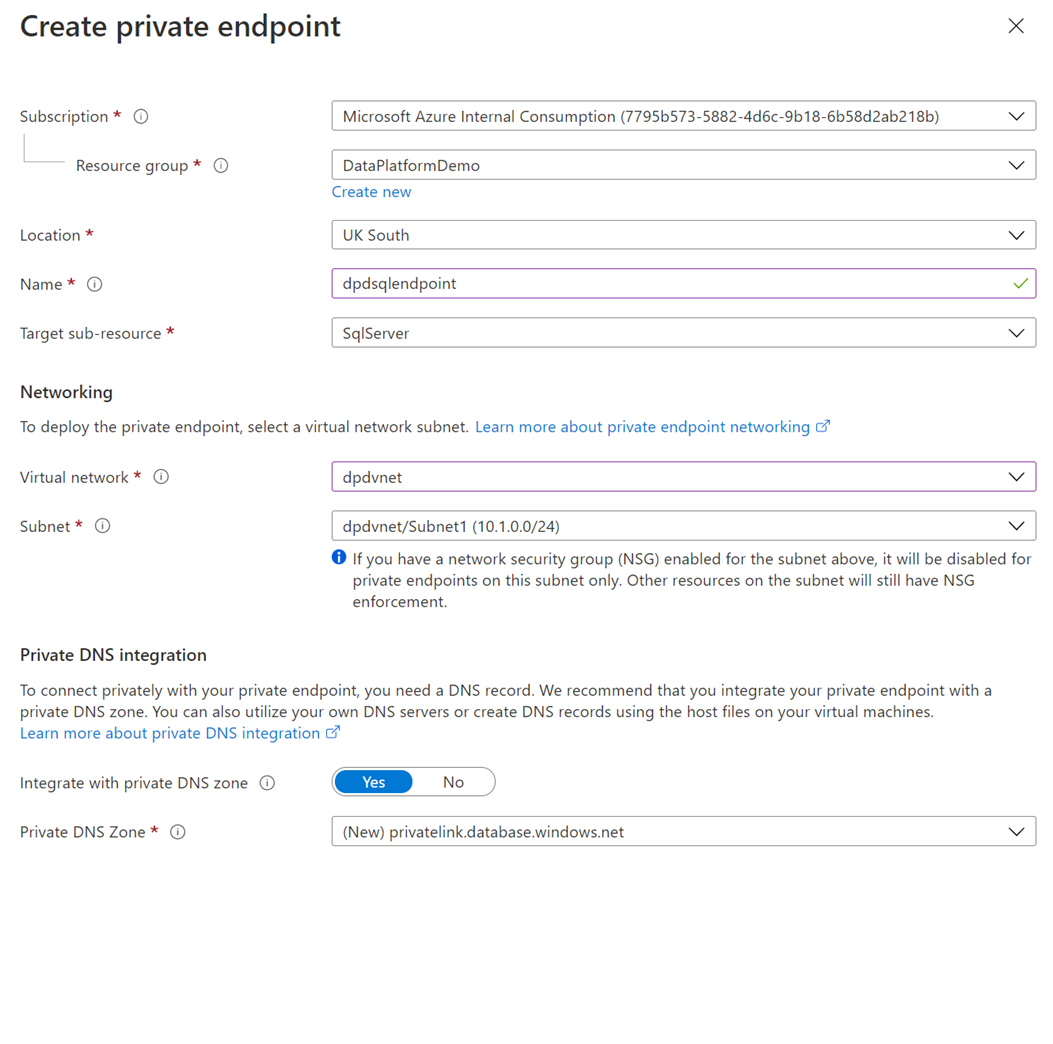 Create private endpoint
Subscription *
Microsoft Azure Internal Consumption (7795b573-5882-4d6c-9b18-6b58d2ab218b)
Resource group *
DataPlatformDemo
Create new
Location *
UK South
Name *
dpdsqlendpoint
Target sub-resource *
SqlServer
Networking
To deploy the private endpoint, select a virtual network subnet. Learn more about private endpoint networking
Virtual network *
dpdvnet
Subnet *
dpdvnet/Subnet1 (10.1.0.0/24)
If you have a network security group (NSG) enabled for the subnet above, it will be disabled for
private endpoints on this subnet only. Other resources on the subnet will still have NSG
enforcement.
Private DNS integration
To connect privately with your private endpoint, you need a DNS record. We recommend that you integrate your private endpoint with a
private DNS zone. You can also utilize your own DNS servers or create DNS records using the host files on your virtual machines.
Learn more about private DNS integration
Integrate with private DNS zone
Yes No
Private DNS Zone *
(New) privatelink.database.windows.net